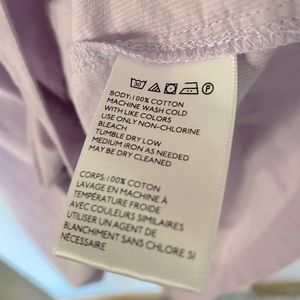 BODY:100% COTTON
MACHINE WASH COLD
WITH LIKE COLORS
USE ONLY NON-CHLORINE
BLEACH
TUMBLE DRY LOW
MEDIUM IRON AS NEEDED
MAY BE DRY CLEANED
CORPS:100% COTON
LAVAGE EN MACHINE À
TEMPÉRATURE FROIDE
AVEC COULEURS SIMILAIRES
UTILISER UN AGENT DE
BLANCHIMENT SANS CHLORE SI
NÉCESSAIRE